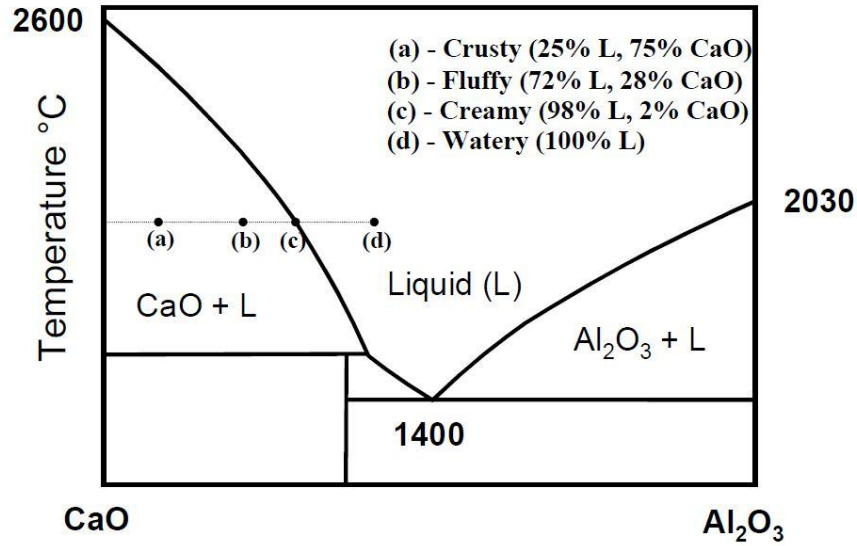 2600
(a) - Crusty (25% L, 75% CaO)
(b) - Fluffy (72% L, 28% CaO)
(c) - Creamy (98% L, 2% CaO)
(d) - Watery (100% L)
Temperature °C
2030
(a) (b) (c) (d)
Liquid (L)
CaO + L
Al₂O₃ + L
1400
CaO Al₂O₃